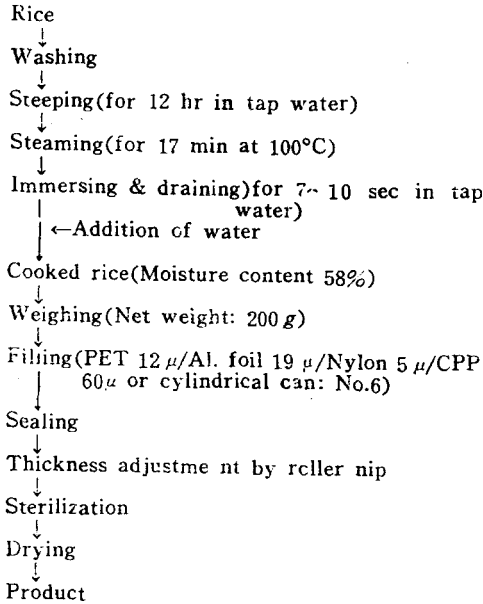 Rice
Washing
Steeping(for 12 hr in tap water)
Steaming(for 17 min at 100°C)
Immersing & draining)for 7~ 10 sec in tap
water)
←Addition of water
Cooked rice(Moisture content 58%)
Weighing(Net weight: 200 g)
Filling(PET 12 μ/Al. foil 19 μ/Nylon 5 μ/CPP
60μ or cylindrical can: No.6)
Sealing
Thickness adjustme nt by roller nip
Sterilization
Drying
Product